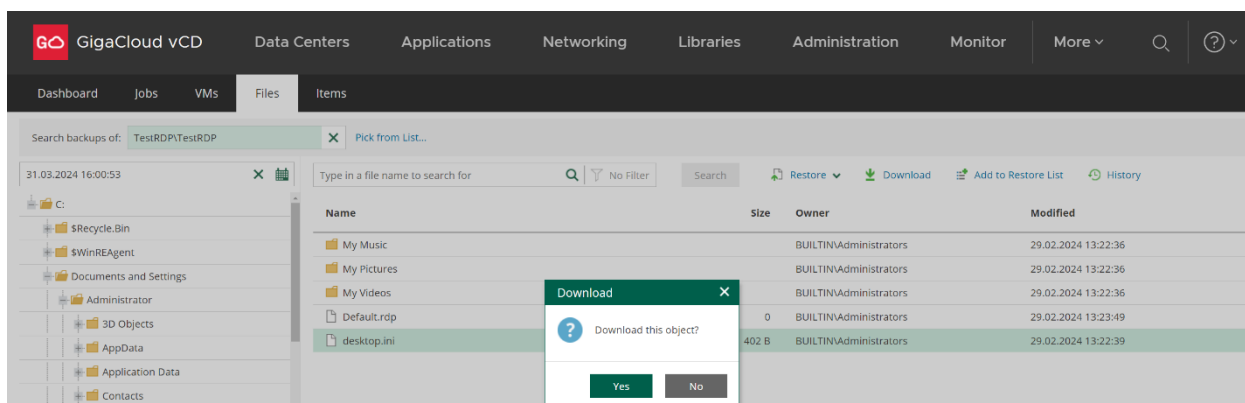 GO GigaCloud vCD Data Centers Applications Networking Libraries Administration Monitor More ?
Dashboard Jobs VMs Files Items
Search backups of: TestRDP\TestRDP Pick from List...
31.03.2024 16:00:53 Type in a file name to search for No Filter Search Restore Download Add to Restore List History
C:
$Recycle.Bin
$WinREAgent
Documents and Settings
Administrator
3D Objects
AppData
Application Data
Contacts
Name Size Owner Modified
My Music BUILTIN\Administrators 29.02.2024 13:22:36
My Pictures BUILTIN\Administrators 29.02.2024 13:22:36
My Videos BUILTIN\Administrators 29.02.2024 13:22:36
Default.rdp 0 BUILTIN\Administrators 29.02.2024 13:23:49
desktop.ini 402 B BUILTIN\Administrators 29.02.2024 13:22:39
Download
? Download this object?
Yes No